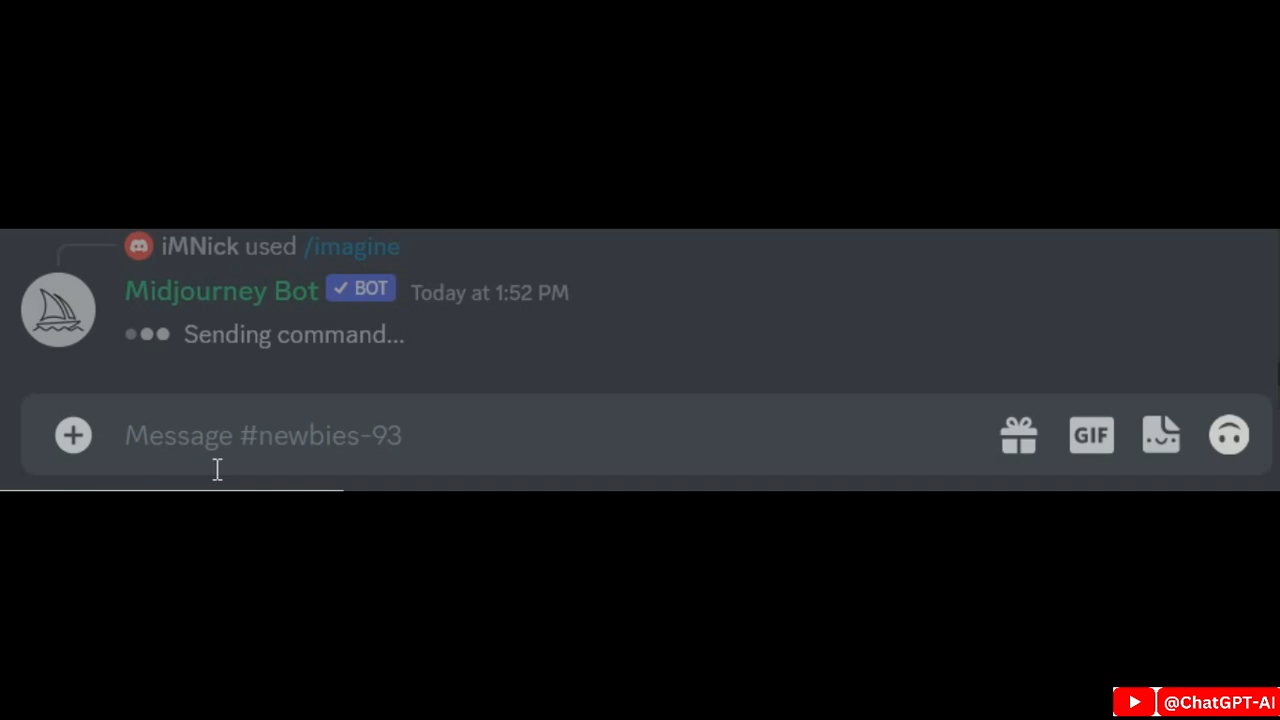 iMNick used /imagine
Midjourney Bot ✓ BOT Today at 1:52 PM
Sending command...
Message #newbies-93
GIF
@ChatGPT-AI